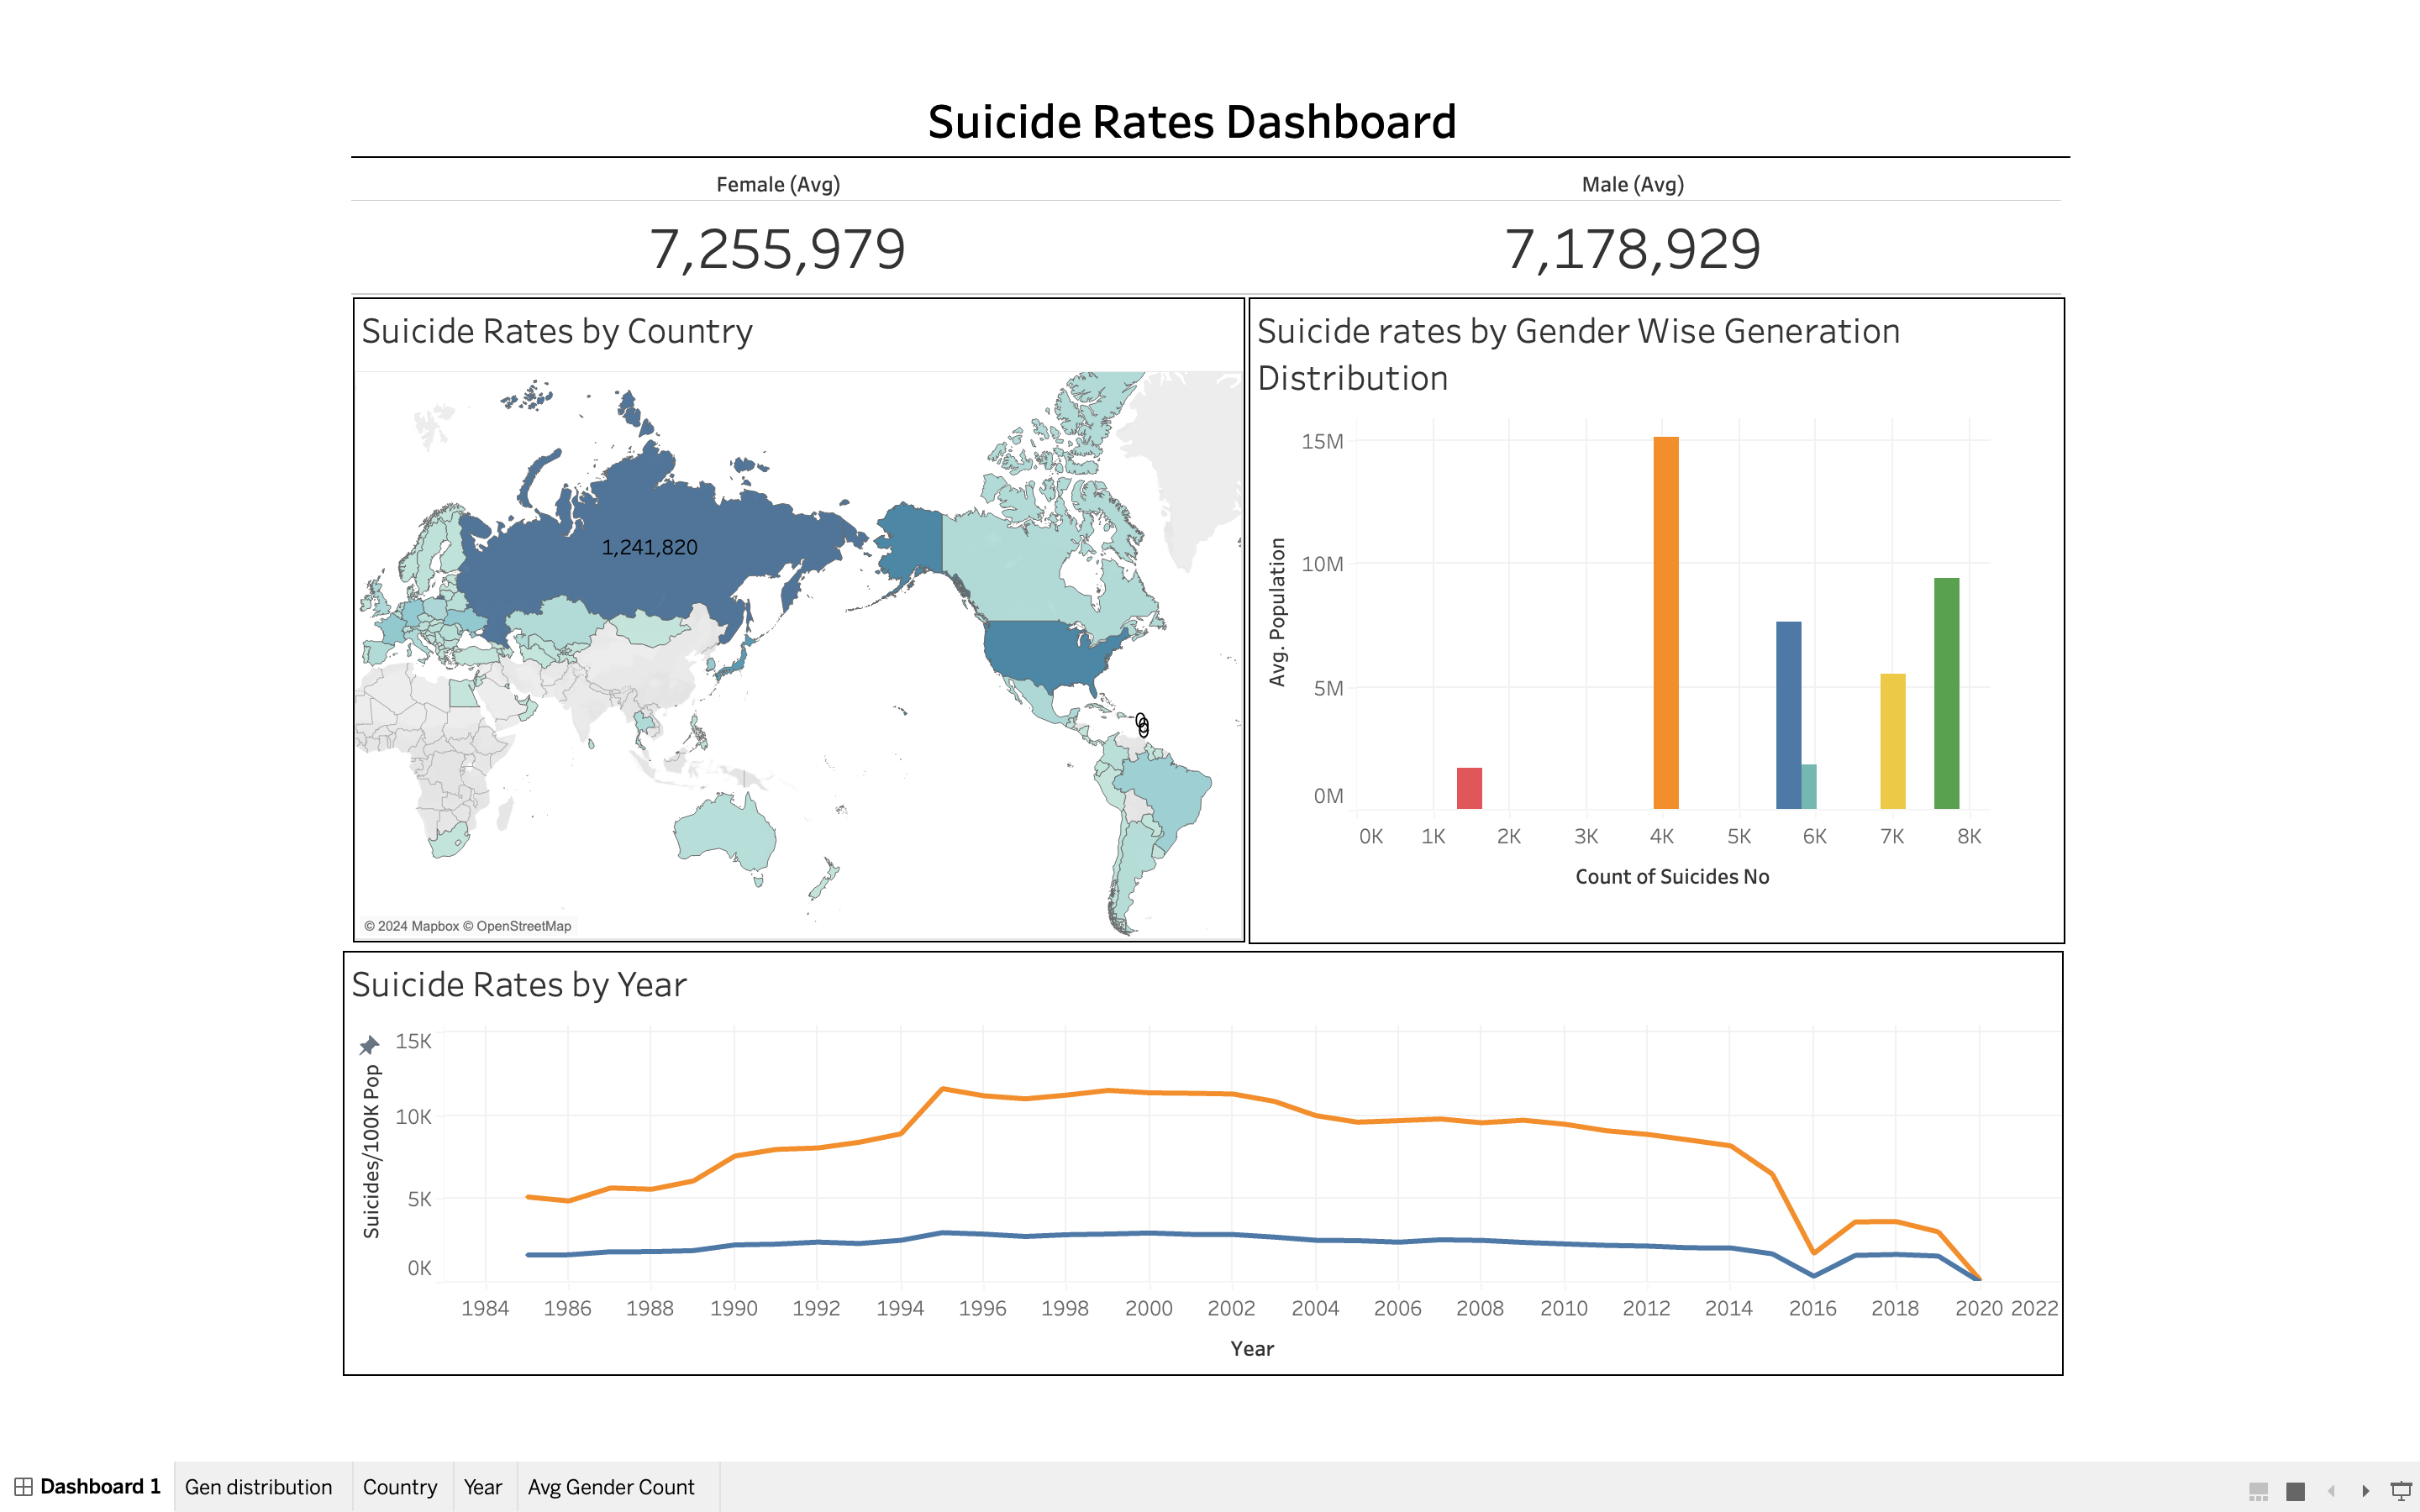 Suicide Rates Dashboard
Female (Avg)
Male (Avg)
7,255,979
7,178,929
Suicide Rates by Country
1,241,820
0
0
0
© 2024 Mapbox © OpenStreetMap
Suicide rates by Gender Wise Generation
Distribution
Avg. Population
15M
10M
5M
0M
0K 1K 2K 3K 4K 5K 6K 7K 8K
Count of Suicides No
Suicide Rates by Year
Suicides/100K Pop
15K
10K
5K
0K
1984 1986 1988 1990 1992 1994 1996 1998 2000 2002 2004 2006 2008 2010 2012 2014 2016 2018 2020 2022
Year
Dashboard 1 Gen distribution Country Year Avg Gender Count